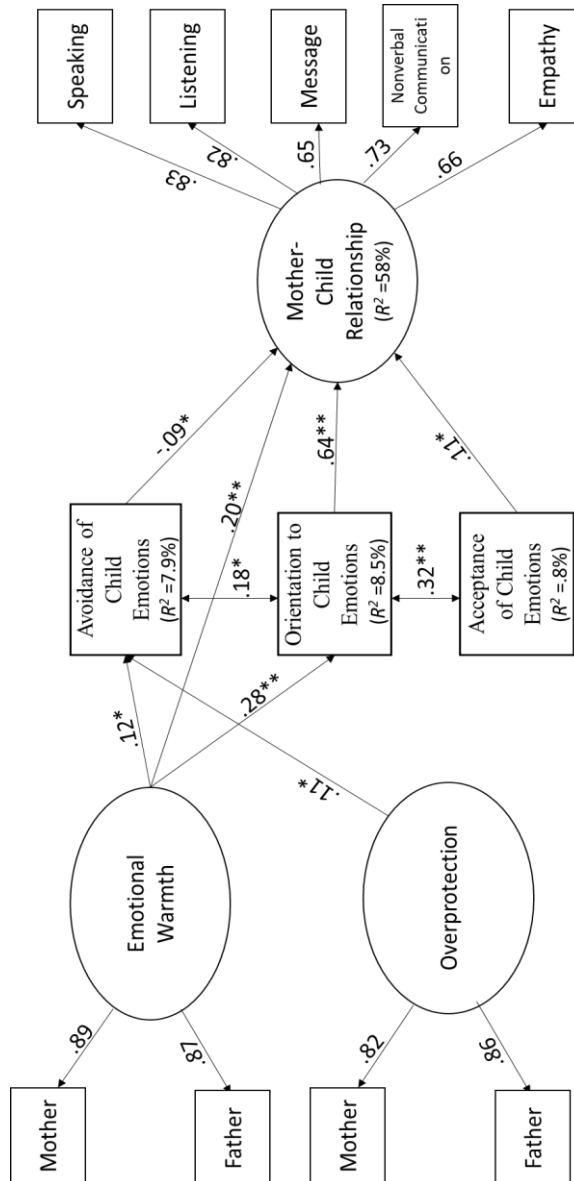 Mother
Father
Mother
Father
.89
.87
.82
.86
Emotional
Warmth
Overprotection
.12*
.20**
.28**
.11*
Avoidance of
Child
Emotions
(R² =7.9%)
.18*
Orientation to
Child
Emotions
(R² =8.5%)
.32**
Acceptance
of Child
Emotions
(R² =.8%)
-.09*
.64**
.11*
Mother-
Child
Relationship
(R² =58%)
.83
.82
.65
.73
.66
Speaking
Listening
Message
Nonverbal
Communicati
on
Empathy